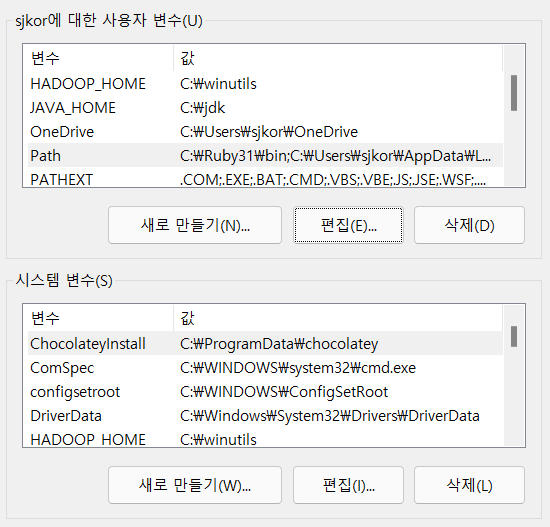 sjkor에 대한 사용자 변수(U)
변수 값
HADOOP_HOME C:₩winutils
JAVA_HOME C:₩jdk
OneDrive C:₩Users₩sjkor₩OneDrive
Path C:₩Ruby31₩bin;C:₩Users₩sjkor₩AppData₩L...
PATHEXT .COM;.EXE;.BAT;.CMD;.VBS;.VBE;.JS;.JSE;.WSF;....
새로 만들기(N)... 편집(E)... 삭제(D)
시스템 변수(S)
변수 값
ChocolateyInstall C:₩ProgramData₩chocolatey
ComSpec C:₩WINDOWS₩system32₩cmd.exe
configsetroot C:₩WINDOWS₩ConfigSetRoot
DriverData C:₩Windows₩System32₩Drivers₩DriverData
HADOOP_HOME C:₩winutils
새로 만들기(W)... 편집(I)... 삭제(L)